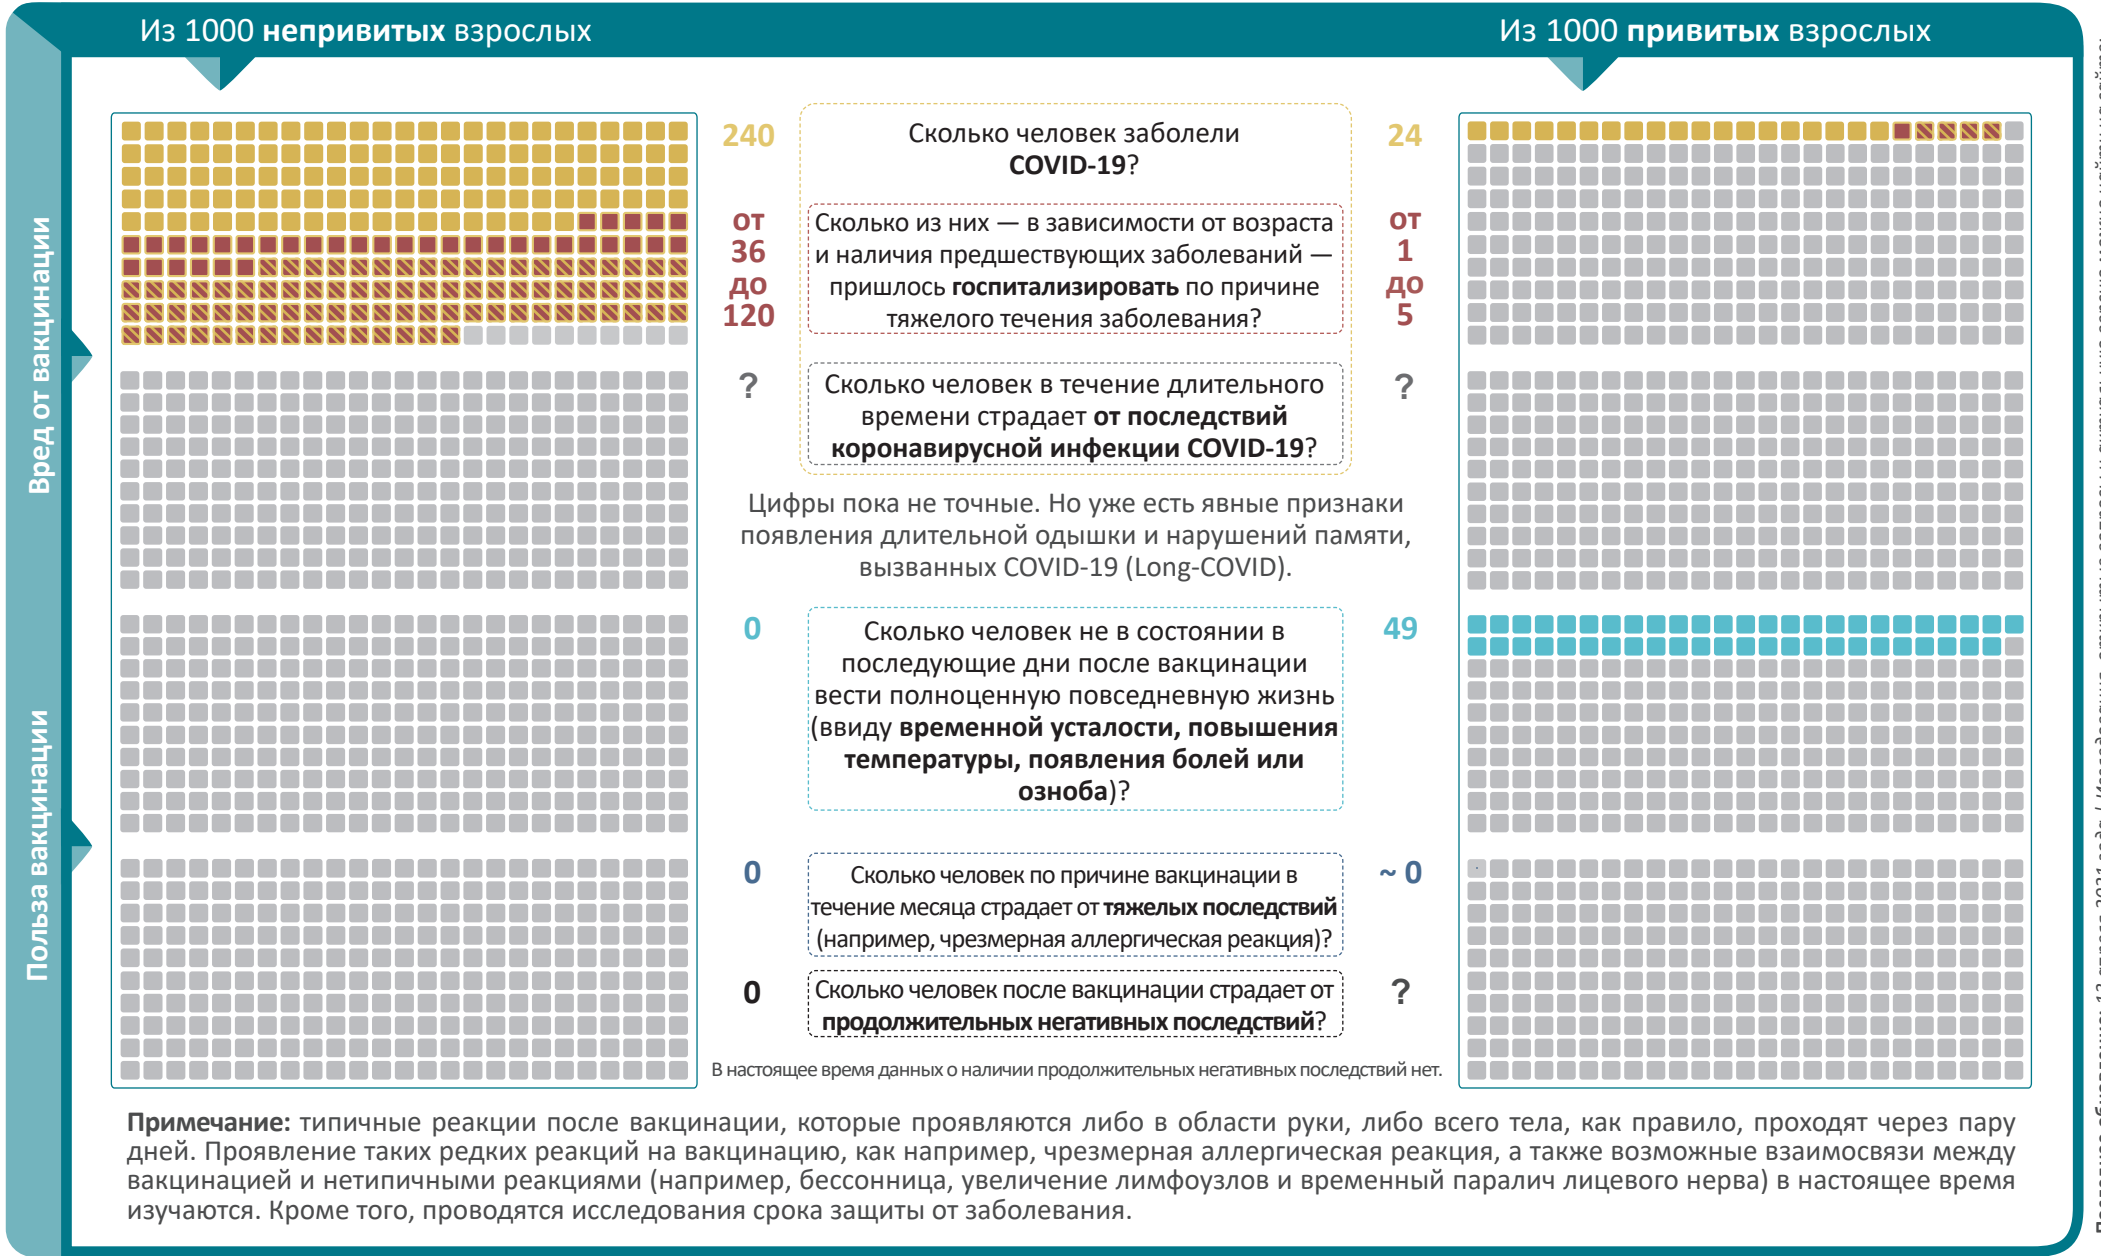 Из 1000 непривитых взрослых
Из 1000 привитых взрослых
Вред от вакцинации
Польза вакцинации
240
Сколько человек заболели
COVID-19?
24
от
36
до
120
Сколько из них — в зависимости от возраста
и наличия предшествующих заболеваний —
пришлось госпитализировать по причине
тяжелого течения заболевания?
от
1
до
5
?
Сколько человек в течение длительного
времени страдает от последствий
коронавирусной инфекции COVID-19?
?
Цифры пока не точные. Но уже есть явные признаки
появления длительной одышки и нарушений памяти,
вызванных COVID-19 (Long-COVID).
0
Сколько человек не в состоянии в
последующие дни после вакцинации
вести полноценную повседневную жизнь
(ввиду временной усталости, повышения
температуры, появления болей или
озноба)?
49
0
Сколько человек по причине вакцинации в
течение месяца страдает от тяжелых последствий
(например, чрезмерная аллергическая реакция)?
~ 0
0
Сколько человек после вакцинации страдает от
продолжительных негативных последствий?
?
В настоящее время данных о наличии продолжительных негативных последствий нет.
Примечание: типичные реакции после вакцинации, которые проявляются либо в области руки, либо всего тела, как правило, проходят через пару
дней. Проявление таких редких реакций на вакцинацию, как например, чрезмерная аллергическая реакция, а также возможные взаимосвязи между
вакцинацией и нетипичными реакциями (например, бессонница, увеличение лимфоузлов и временный паралич лицевого нерва) в настоящее время
изучаются. Кроме того, проводятся исследования срока защиты от заболевания.